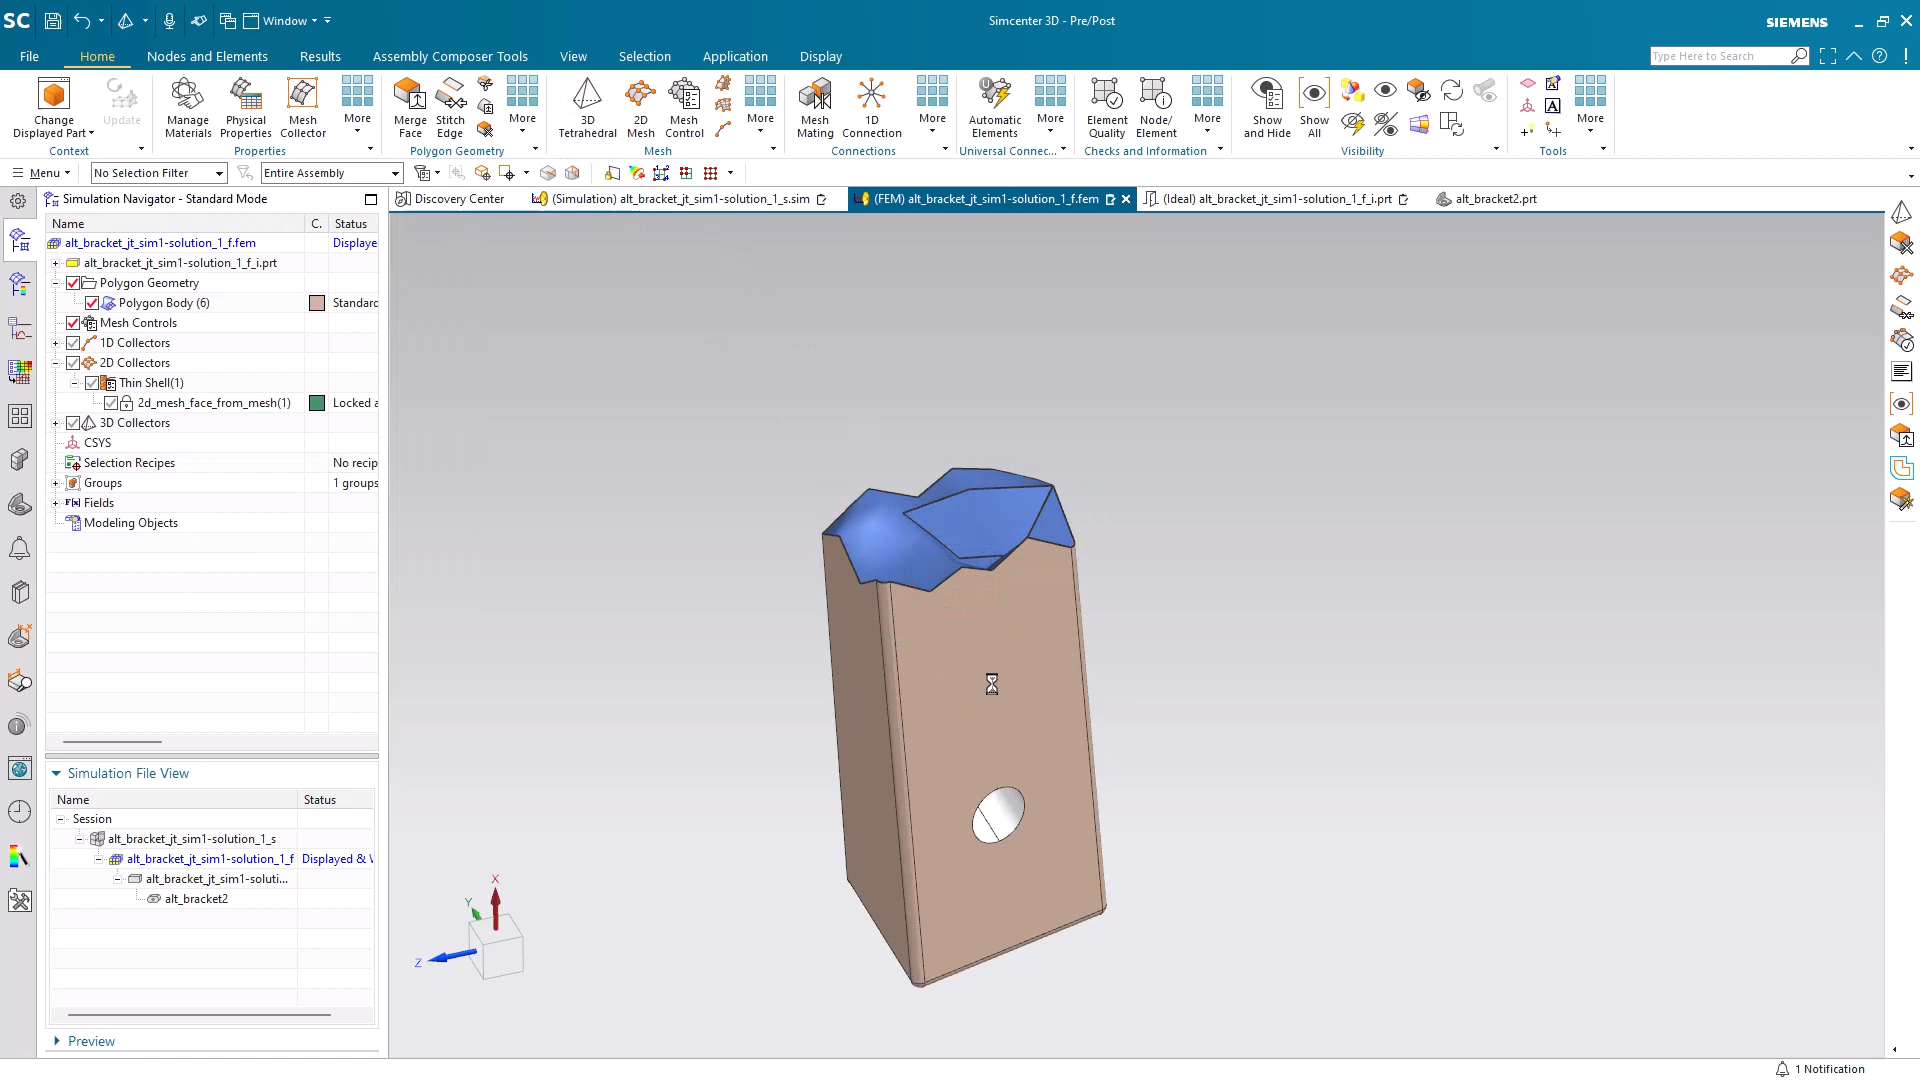 SC Window Simcenter 3D - Pre/Post SIEMENS
File Home Nodes and Elements Results Assembly Composer Tools View Selection Application Display Type Here to Search
Change Displayed Part Update Manage Materials Physical Properties Mesh Collector More Merge Face Stitch Edge More 3D Tetrahedral 2D Mesh Mesh Control More Mesh Mating 1D Connection More Automatic Elements More Element Quality Node/ Element More Show and Hide Show All More
Context Properties Polygon Geometry Mesh Connections Universal Connec... Checks and Information Visibility Tools
Menu No Selection Filter Entire Assembly
Simulation Navigator - Standard Mode
Discovery Center (Simulation) alt_bracket_jt_sim1-solution_1_s.sim (FEM) alt_bracket_jt_sim1-solution_1_f.fem (Ideal) alt_bracket_jt_sim1-solution_1_f_i.prt alt_bracket2.prt
Name C. Status
alt_bracket_jt_sim1-solution_1_f.fem Displaye
alt_bracket_jt_sim1-solution_1_f_i.prt
Polygon Geometry
Polygon Body (6) Standard
Mesh Controls
1D Collectors
2D Collectors
Thin Shell(1)
2d_mesh_face_from_mesh(1) Locked a
3D Collectors
CSYS
Selection Recipes No recip
Groups 1 groups
F(x) Fields
Modeling Objects
Simulation File View
Name Status
Session
alt_bracket_jt_sim1-solution_1_s
alt_bracket_jt_sim1-solution_1_f Displayed & \
alt_bracket_jt_sim1-soluti...
alt_bracket2
Preview
X
Y
Z
1 Notification